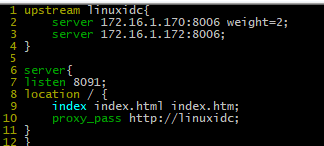 1 upstream linuxidc{
2 server 172.16.1.170:8006 weight=2;
3 server 172.16.1.172:8006;
4 }
5
6 server{
7 listen 8091;
8 location / {
9 index index.html index.htm;
10 proxy_pass http://linuxidc;
11 }
12 }